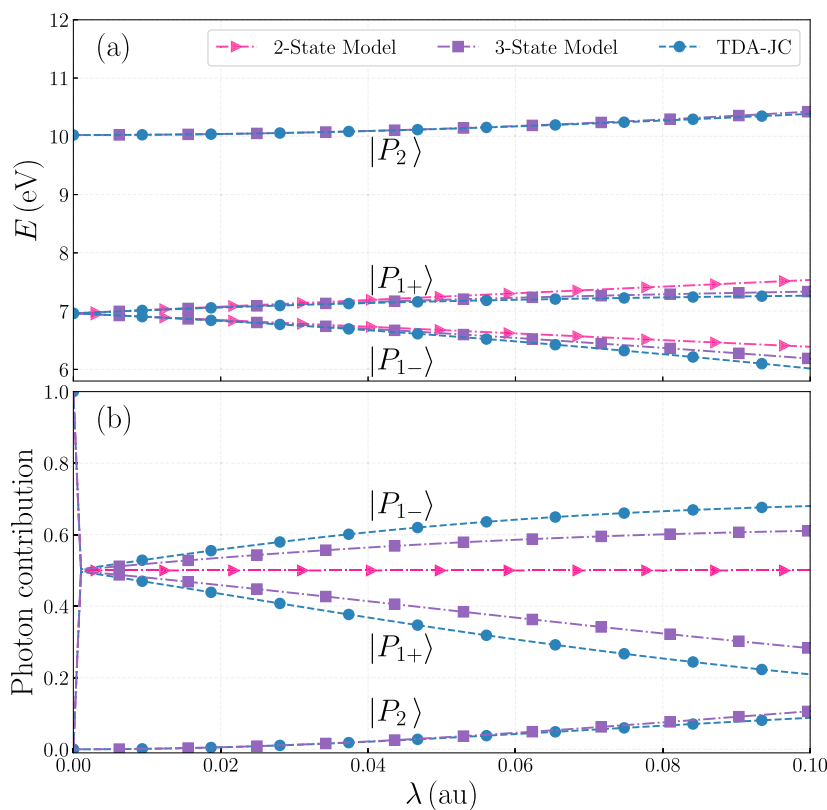 12
(a)
2-State Model
3-State Model
TDA-JC
11
10
|P₂⟩
9
E (eV)
8
|P₁₊⟩
7
|P₁₋⟩
6
1.0
(b)
0.8
|P₁₋⟩
0.6
Photon contribution
0.4
|P₁₊⟩
0.2
|P₂⟩
0.0
0.00
0.02
0.04
0.06
0.08
0.10
λ (au)